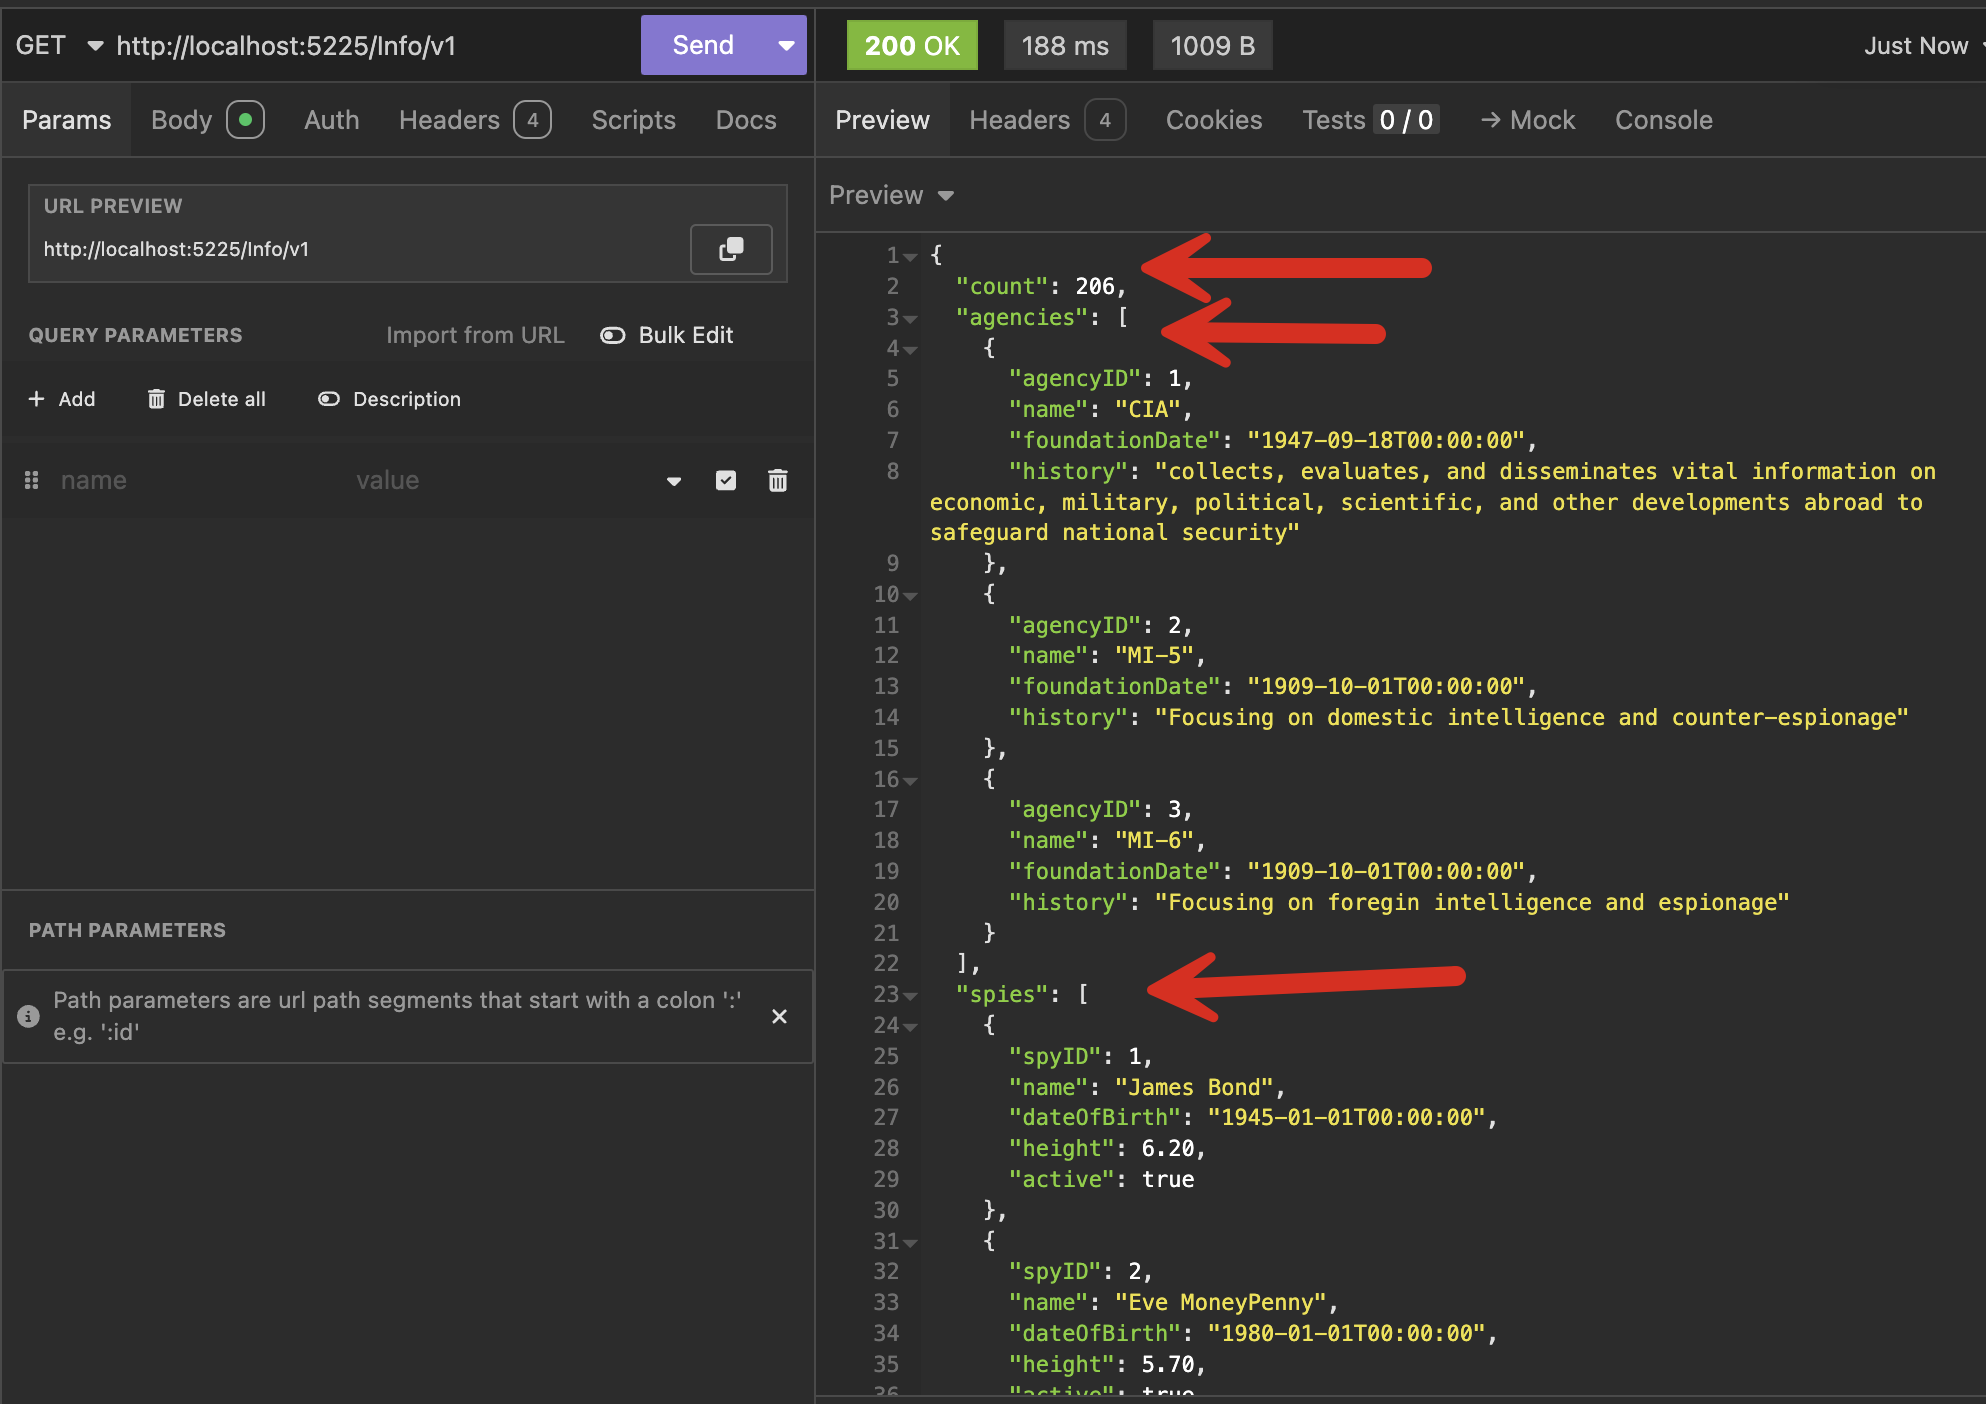 GET http://localhost:5225/Info/v1 Send
Params Body Auth Headers 4 Scripts Docs
URL PREVIEW
http://localhost:5225/Info/v1
QUERY PARAMETERS Import from URL Bulk Edit
+ Add Delete all Description
name value
PATH PARAMETERS
Path parameters are url path segments that start with a colon ':'
e.g. ':id'
200 OK 188 ms 1009 B Just Now
Preview Headers 4 Cookies Tests 0 / 0 → Mock Console
Preview
1 {
2 "count": 206,
3 "agencies": [
4 {
5 "agencyID": 1,
6 "name": "CIA",
7 "foundationDate": "1947-09-18T00:00:00",
8 "history": "collects, evaluates, and disseminates vital information on
economic, military, political, scientific, and other developments abroad to
safeguard national security"
9 },
10 {
11 "agencyID": 2,
12 "name": "MI-5",
13 "foundationDate": "1909-10-01T00:00:00",
14 "history": "Focusing on domestic intelligence and counter-espionage"
15 },
16 {
17 "agencyID": 3,
18 "name": "MI-6",
19 "foundationDate": "1909-10-01T00:00:00",
20 "history": "Focusing on foregin intelligence and espionage"
21 }
22 ],
23 "spies": [
24 {
25 "spyID": 1,
26 "name": "James Bond",
27 "dateOfBirth": "1945-01-01T00:00:00",
28 "height": 6.20,
29 "active": true
30 },
31 {
32 "spyID": 2,
33 "name": "Eve MoneyPenny",
34 "dateOfBirth": "1980-01-01T00:00:00",
35 "height": 5.70,
36 "active": true